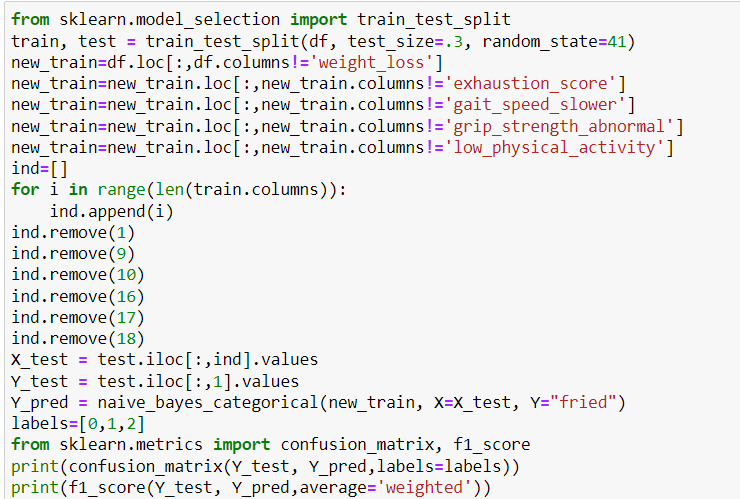 from sklearn.model_selection import train_test_split
train, test = train_test_split(df, test_size=.3, random_state=41)
new_train=df.loc[:,df.columns!='weight_loss']
new_train=new_train.loc[:,new_train.columns!='exhaustion_score']
new_train=new_train.loc[:,new_train.columns!='gait_speed_slower']
new_train=new_train.loc[:,new_train.columns!='grip_strength_abnormal']
new_train=new_train.loc[:,new_train.columns!='low_physical_activity']
ind=[]
for i in range(len(train.columns)):
    ind.append(i)
ind.remove(1)
ind.remove(9)
ind.remove(10)
ind.remove(16)
ind.remove(17)
ind.remove(18)
X_test = test.iloc[:,ind].values
Y_test = test.iloc[:,1].values
Y_pred = naive_bayes_categorical(new_train, X=X_test, Y="fried")
labels=[0,1,2]
from sklearn.metrics import confusion_matrix, f1_score
print(confusion_matrix(Y_test, Y_pred,labels=labels))
print(f1_score(Y_test, Y_pred,average='weighted'))